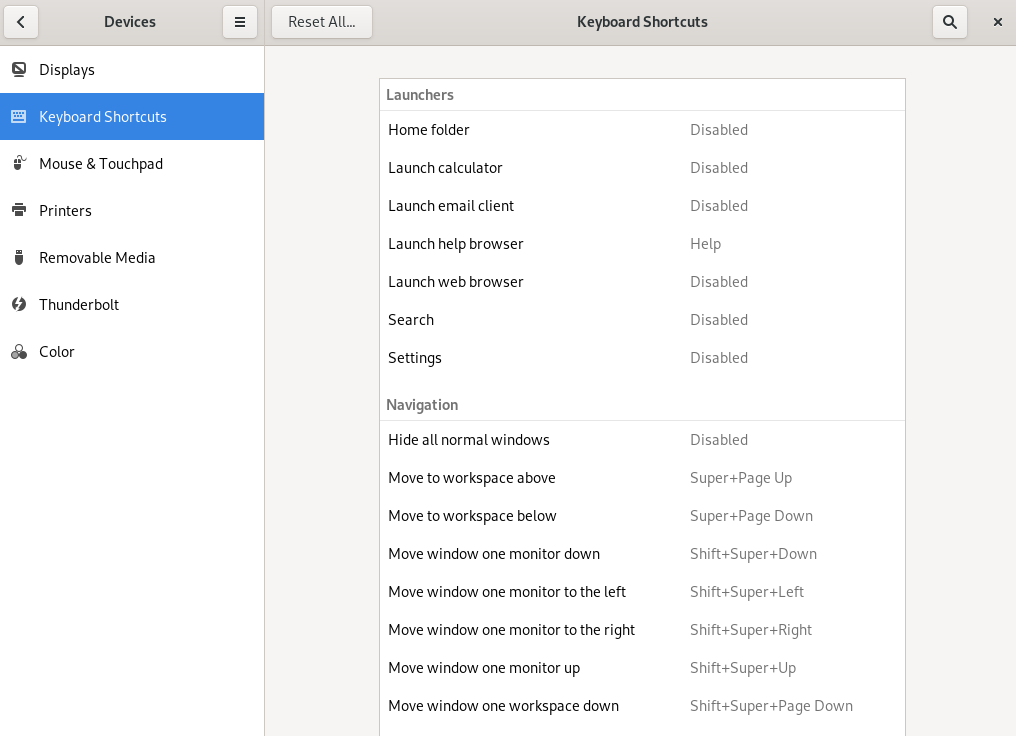 Devices
Reset All...
Keyboard Shortcuts
Displays
Keyboard Shortcuts
Mouse & Touchpad
Printers
Removable Media
Thunderbolt
Color
Launchers
Home folder Disabled
Launch calculator Disabled
Launch email client Disabled
Launch help browser Help
Launch web browser Disabled
Search Disabled
Settings Disabled
Navigation
Hide all normal windows Disabled
Move to workspace above Super+Page Up
Move to workspace below Super+Page Down
Move window one monitor down Shift+Super+Down
Move window one monitor to the left Shift+Super+Left
Move window one monitor to the right Shift+Super+Right
Move window one monitor up Shift+Super+Up
Move window one workspace down Shift+Super+Page Down